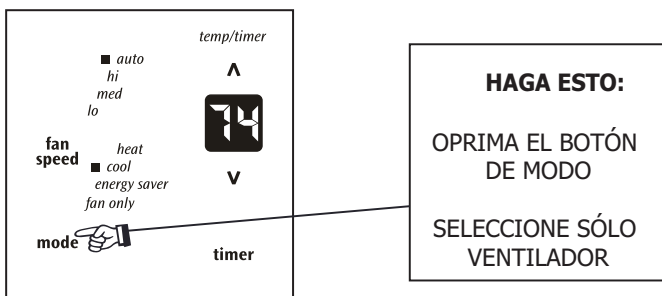 auto
hi
med
lo
fan
speed
heat
cool
energy saver
fan only
mode
temp/timer
74
timer
HAGA ESTO:
OPRIMA EL BOTÓN
DE MODO
SELECCIONE SÓLO
VENTILADOR